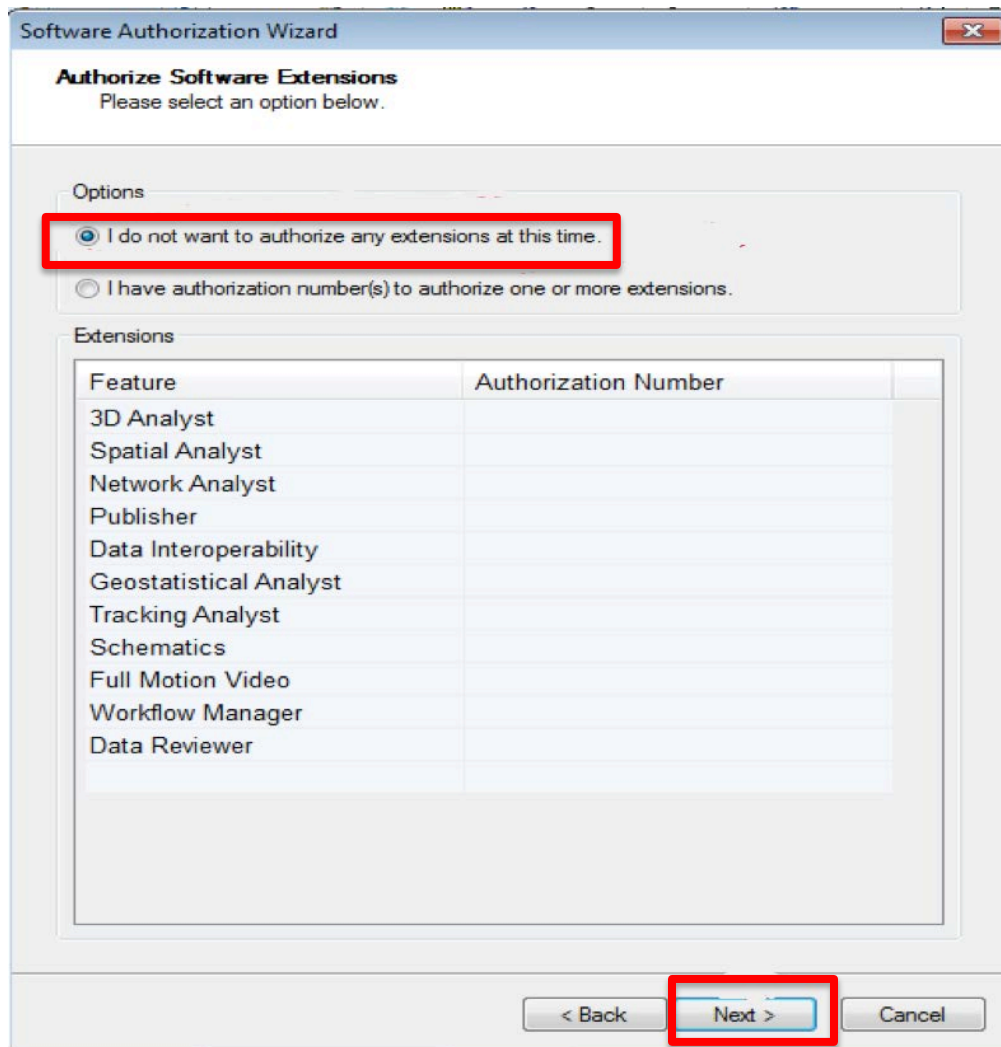 Software Authorization Wizard
Authorize Software Extensions
Please select an option below.
Options
I do not want to authorize any extensions at this time.
I have authorization number(s) to authorize one or more extensions.
Extensions
Feature Authorization Number
3D Analyst
Spatial Analyst
Network Analyst
Publisher
Data Interoperability
Geostatistical Analyst
Tracking Analyst
Schematics
Full Motion Video
Workflow Manager
Data Reviewer
< Back Next > Cancel